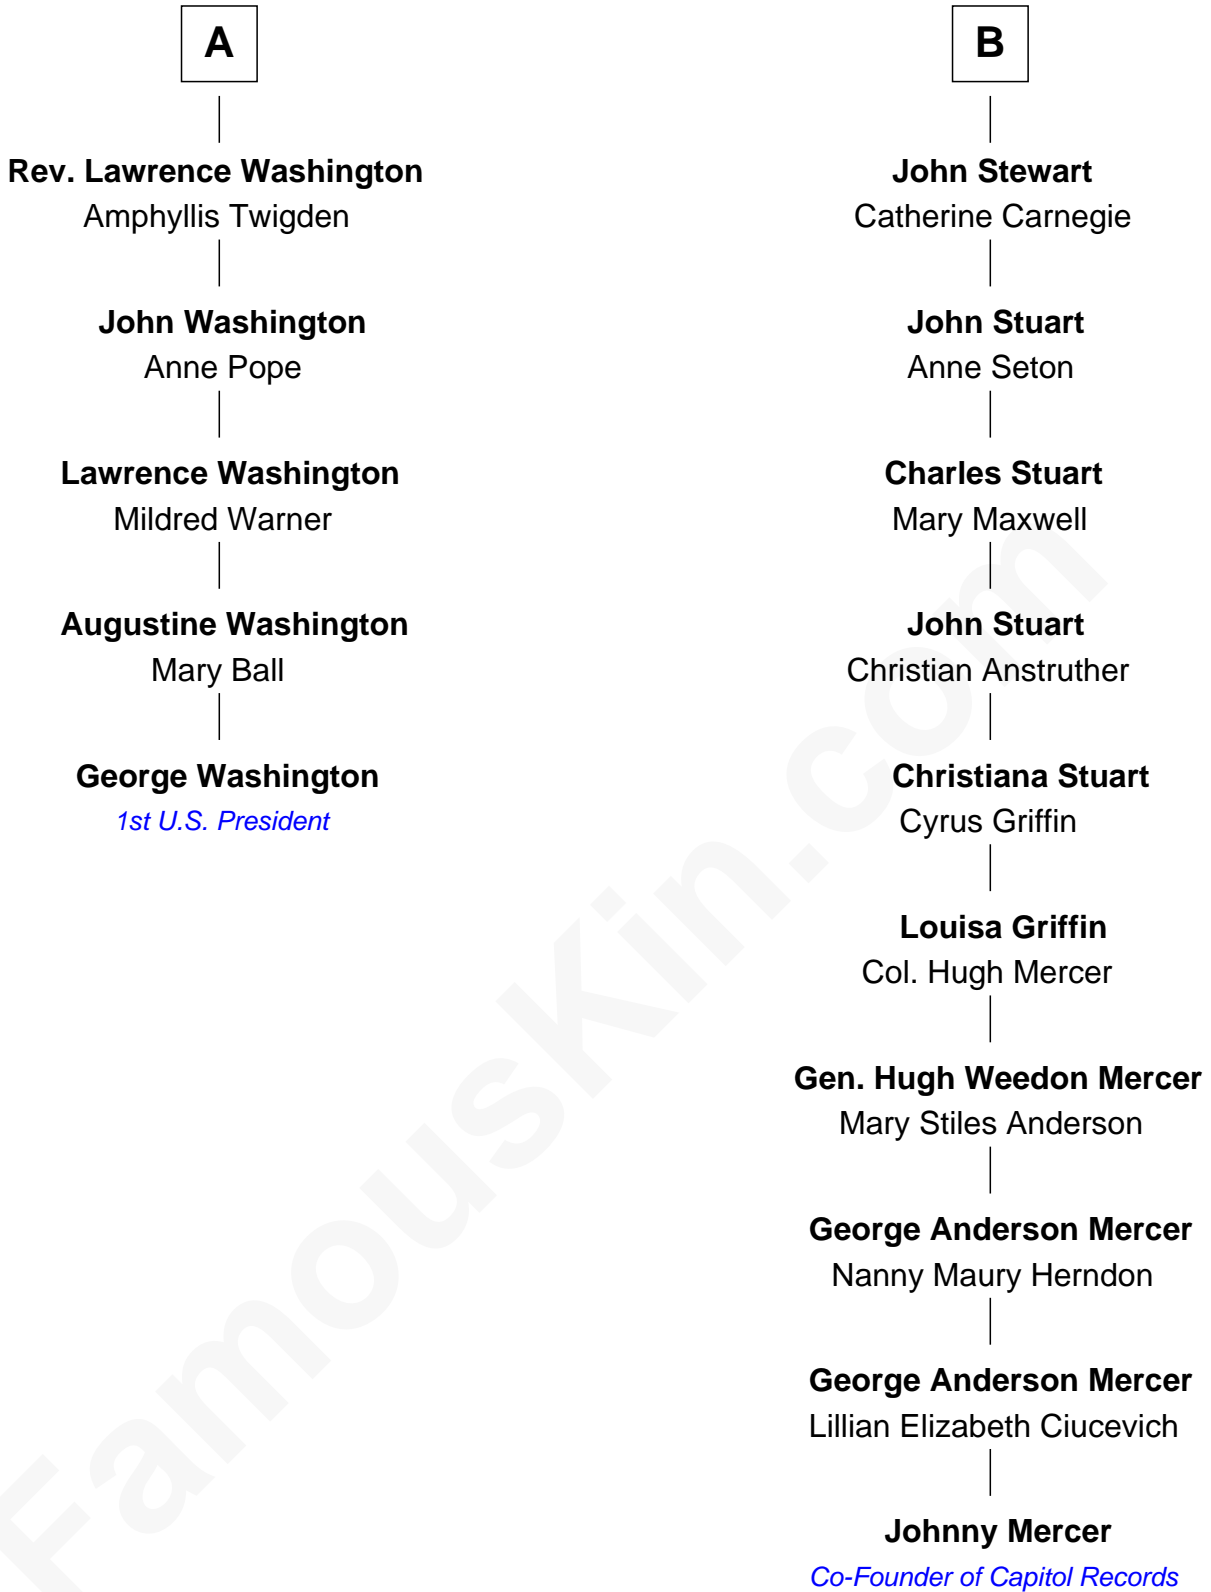 A
Rev. Lawrence Washington
Amphyllis Twigden
John Washington
Anne Pope
Lawrence Washington
Mildred Warner
Augustine Washington
Mary Ball
George Washington
1st U.S. President
B
John Stewart
Catherine Carnegie
John Stuart
Anne Seton
Charles Stuart
Mary Maxwell
John Stuart
Christian Anstruther
Christiana Stuart
Cyrus Griffin
Louisa Griffin
Col. Hugh Mercer
Gen. Hugh Weedon Mercer
Mary Stiles Anderson
George Anderson Mercer
Nanny Maury Herndon
George Anderson Mercer
Lillian Elizabeth Ciucevich
Johnny Mercer
Co-Founder of Capitol Records
FamousKin.com